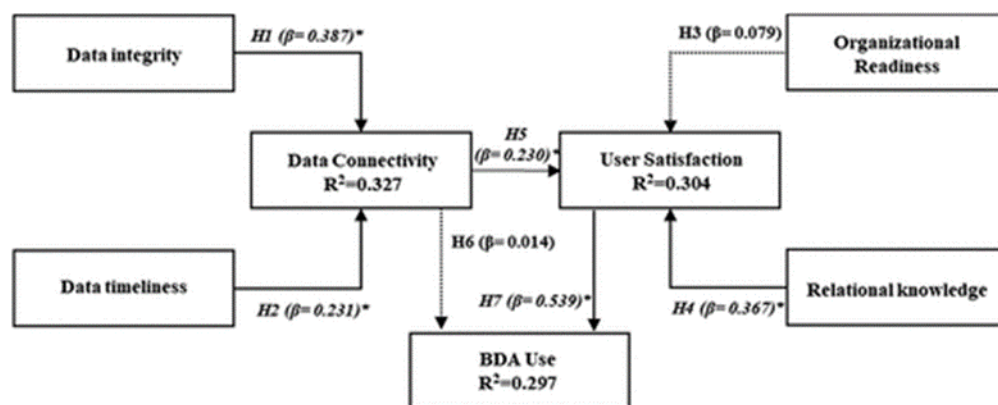 H1 (β=0.387)*
H3 (β=0.079)
Data integrity
Organizational
Readiness
H5
(β=0.230)*
Data Connectivity
R²=0.327
User Satisfaction
R²=0.304
H6 (β=0.014)
Data timeliness
Relational knowledge
H2 (β=0.231)*
H7 (β=0.539)*
H4 (β=0.367)*
BDA Use
R²=0.297